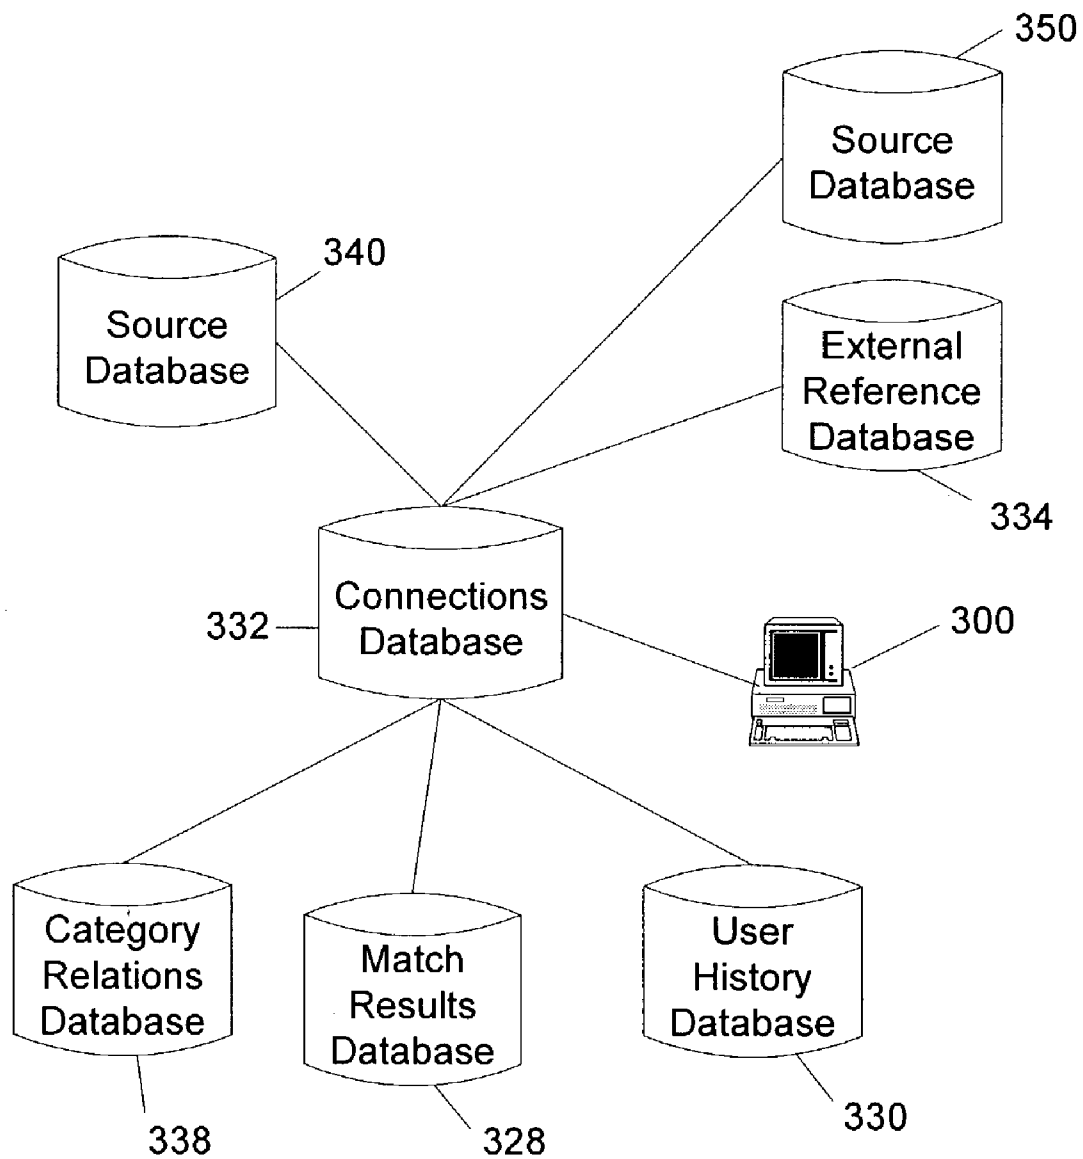 350
Source
Database
340
Source
Database
External
Reference
Database
334
Connections
Database
332
300
Category
Relations
Database
338
Match
Results
Database
328
User
History
Database
330